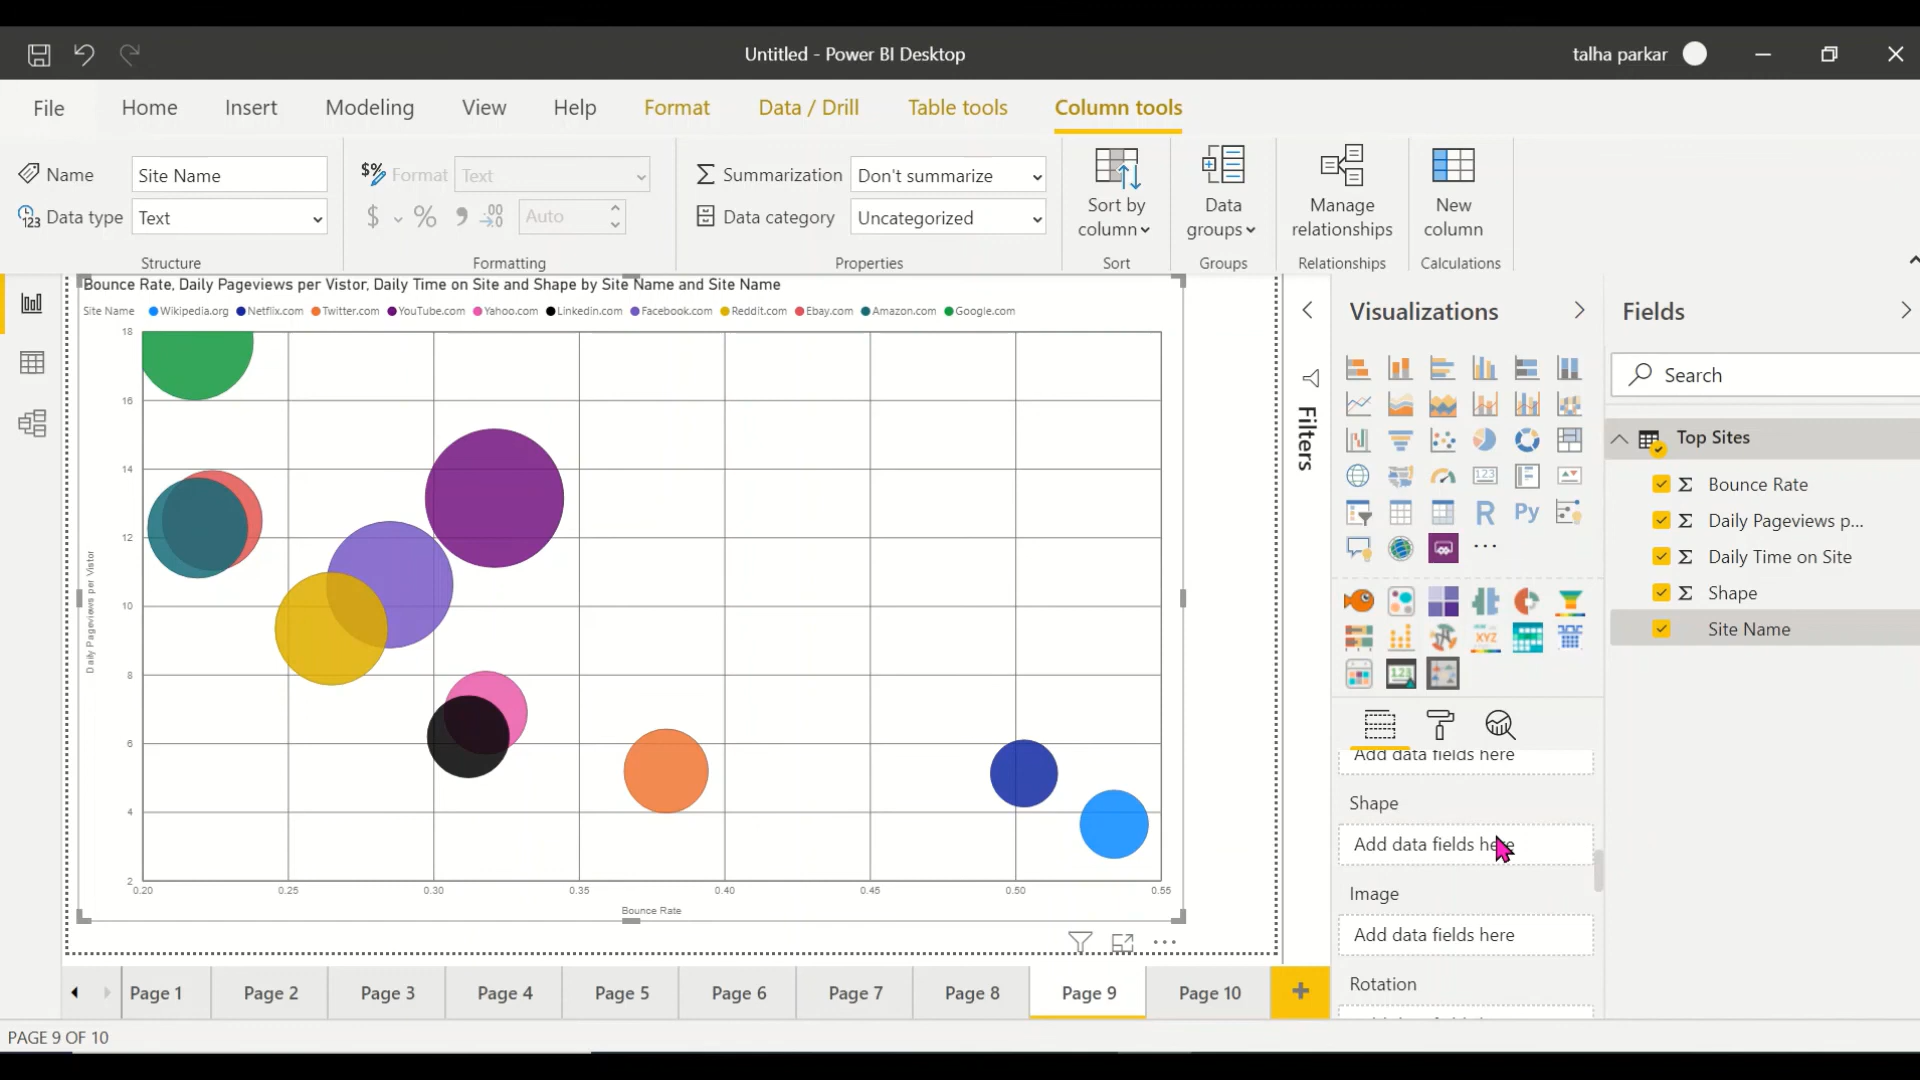 Untitled - Power BI Desktop
talha parkar
File Home Insert Modeling View Help Format Data / Drill Table tools Column tools
Name Site Name
Data type Text
Structure
Format Text
$ % 9 .00 Auto
Formatting
Summarization Don't summarize
Data category Uncategorized
Properties
Sort by
column
Sort
Data
groups
Groups
Manage
relationships
Relationships
New
column
Calculations
Bounce Rate, Daily Pageviews per Vistor, Daily Time on Site and Shape by Site Name and Site Name
Site Name Wikipedia.org Netflix.com Twitter.com YouTube.com Yahoo.com Linkedin.com Facebook.com Reddit.com Ebay.com Amazon.com Google.com
18
16
14
12
10
8
6
4
2
Daily Pageviews per Vistor
0.20 0.25 0.30 0.35 0.40 0.45 0.50 0.55
Bounce Rate
Filters
Visualizations
R Py
123
XYZ
Add data fields here
Shape
Add data fields here
Image
Add data fields here
Rotation
Fields
Search
Top Sites
Bounce Rate
Daily Pageviews p...
Daily Time on Site
Shape
Site Name
Page 1 Page 2 Page 3 Page 4 Page 5 Page 6 Page 7 Page 8 Page 9 Page 10 +
PAGE 9 OF 10